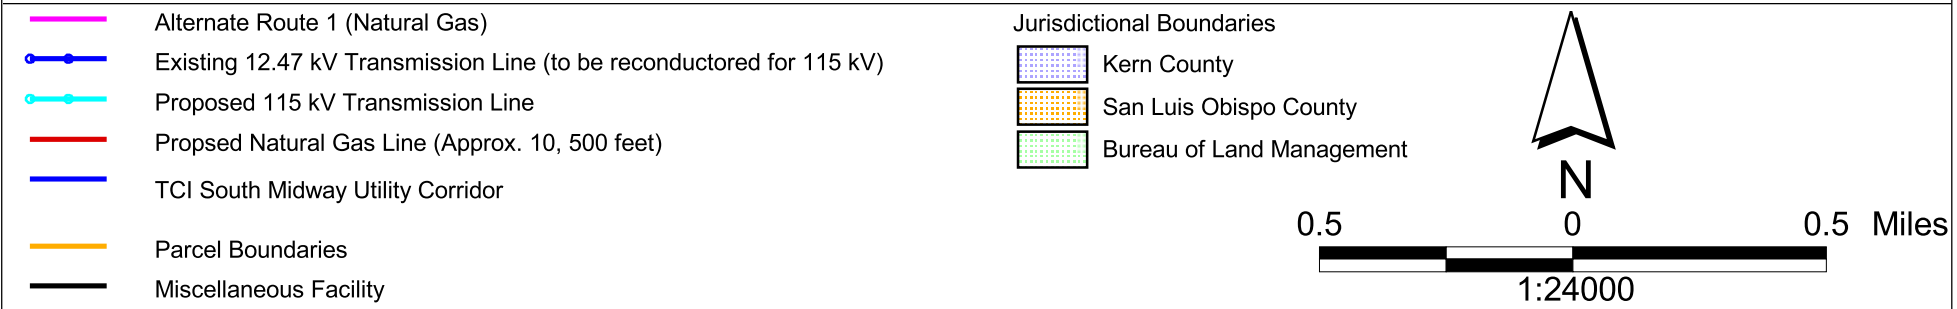 Alternate Route 1 (Natural Gas)
Existing 12.47 kV Transmission Line (to be reconductored for 115 kV)
Proposed 115 kV Transmission Line
Propsed Natural Gas Line (Approx. 10, 500 feet)
TCI South Midway Utility Corridor
Parcel Boundaries
Miscellaneous Facility
Jurisdictional Boundaries
Kern County
San Luis Obispo County
Bureau of Land Management
N
0.5 0 0.5 Miles
1:24000